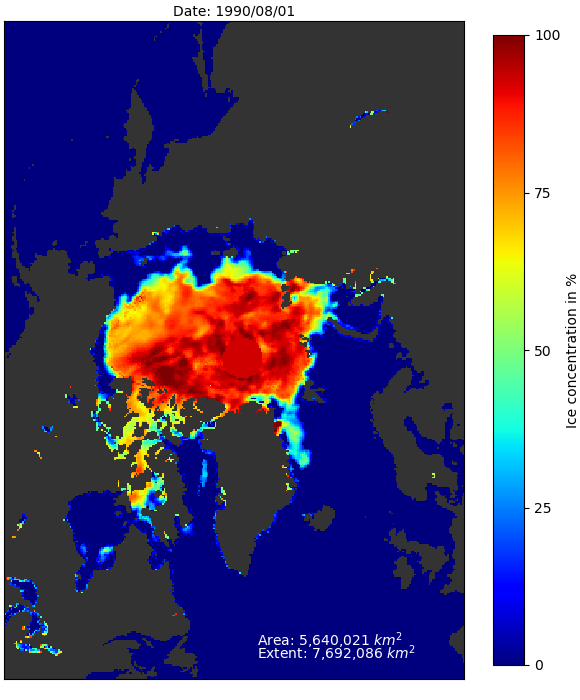 Date: 1990/08/01
100
75
50
25
0
Ice concentration in %
Area: 5,640,021 km²
Extent: 7,692,086 km²